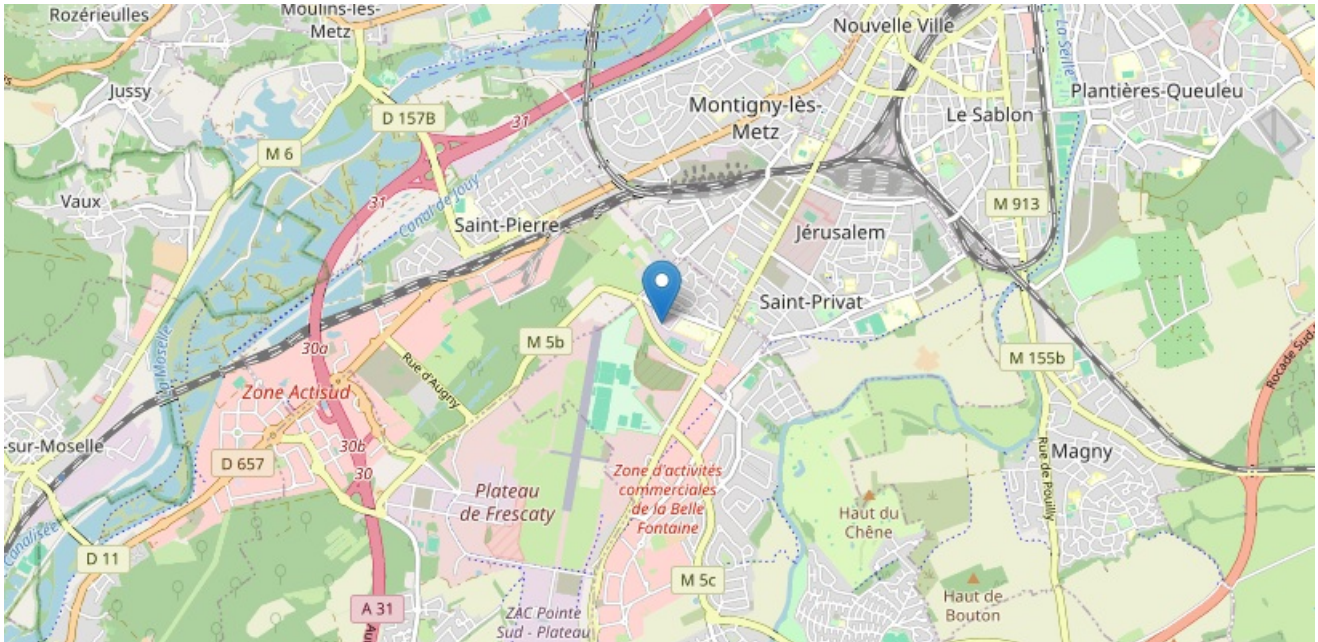 Rozérieulles
Moulins-lès-
Metz
Nouvelle Ville
La Seille
Jussy
Plantières-Queuleu
D 157B
31
Montigny-lès-
Metz
Le Sablon
M 6
Vaux
31
Canal de Jouy
Saint-Pierre
M 913
Jérusalem
Saint-Privat
La Moselle
30a
M 5b
M 155b
Rocade Sud
Rue d'Augny
Zone Actisud
-sur-Moselle
30b
D 657
30
Magny
Rue de Pouilly
Zone d'activités
commerciales
de la Belle
Fontaine
Plateau
de Frescaty
Haut du
Chêne
Canalisée
D 11
M 5c
Haut de
Bouton
A 31
ZAC Pointe
Sud - Plateau